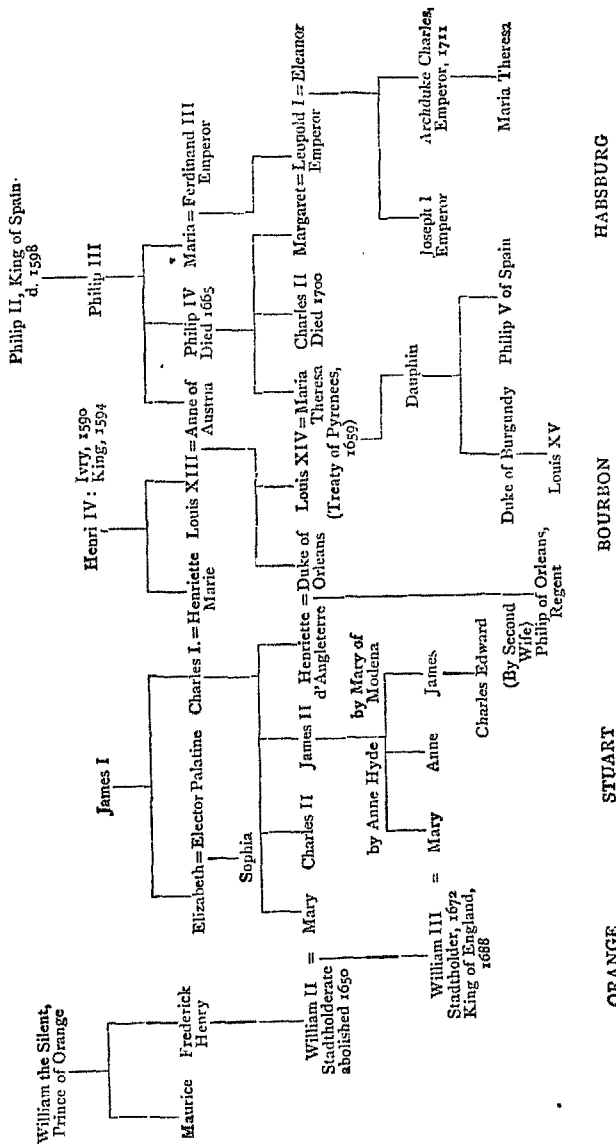 William the Silent,
Prince of Orange
Maurice
Frederick
Henry
William II
Stadtholderate
abolished 1650
=
William III
Stadtholder, 1672
King of England,
1688
=
James I
Elizabeth=Elector Palatine
Sophia
Charles I.=Henriette
Marie
Mary
Charles II
James II
Henriette =Duke of
d'Angleterre
Orleans
by Anne Hyde
by Mary of
Modena
Mary
Anne
James
Charles Edward
(By Second
Wife)
Philip of Orleans,
Regent
Henri IV: Ivry, 1590
King, 1594
Louis XIII=Anne of
Austria
Louis XIV=Maria
Theresa
(Treaty of Pyrenees,
1659)
Dauphin
Duke of Burgundy
Philip V of Spain
Louis XV
Philip II, King of Spain.
d. 1598
Philip III
Philip IV
Died 1665
Maria=Ferdinand III
Emperor
Charles II
Died 1700
Margaret=Leopold I=Eleanor
Emperor
Joseph I
Emperor
Archduke Charles,
Emperor, 1711
Maria Theresa
ORANGE
STUART
BOURBON
HABSBURG